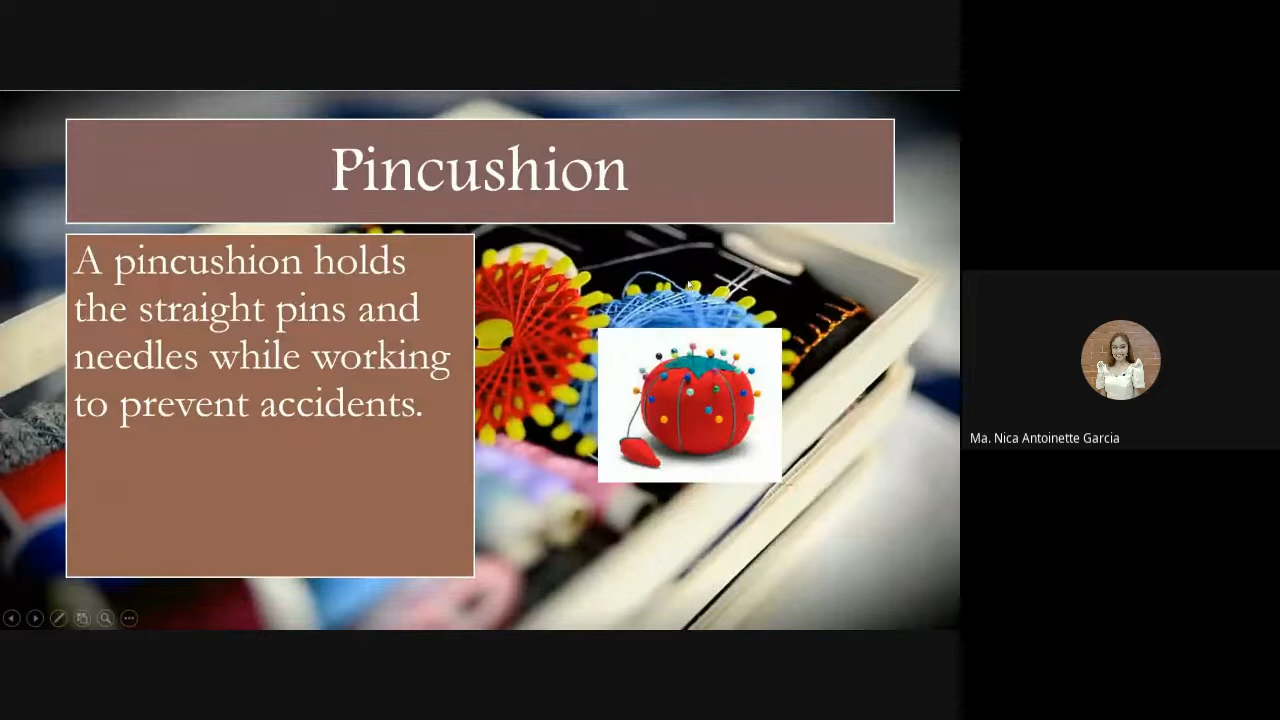 Pincushion
A pincushion holds
the straight pins and
needles while working
to prevent accidents.
Ma. Nica Antoinette Garcia